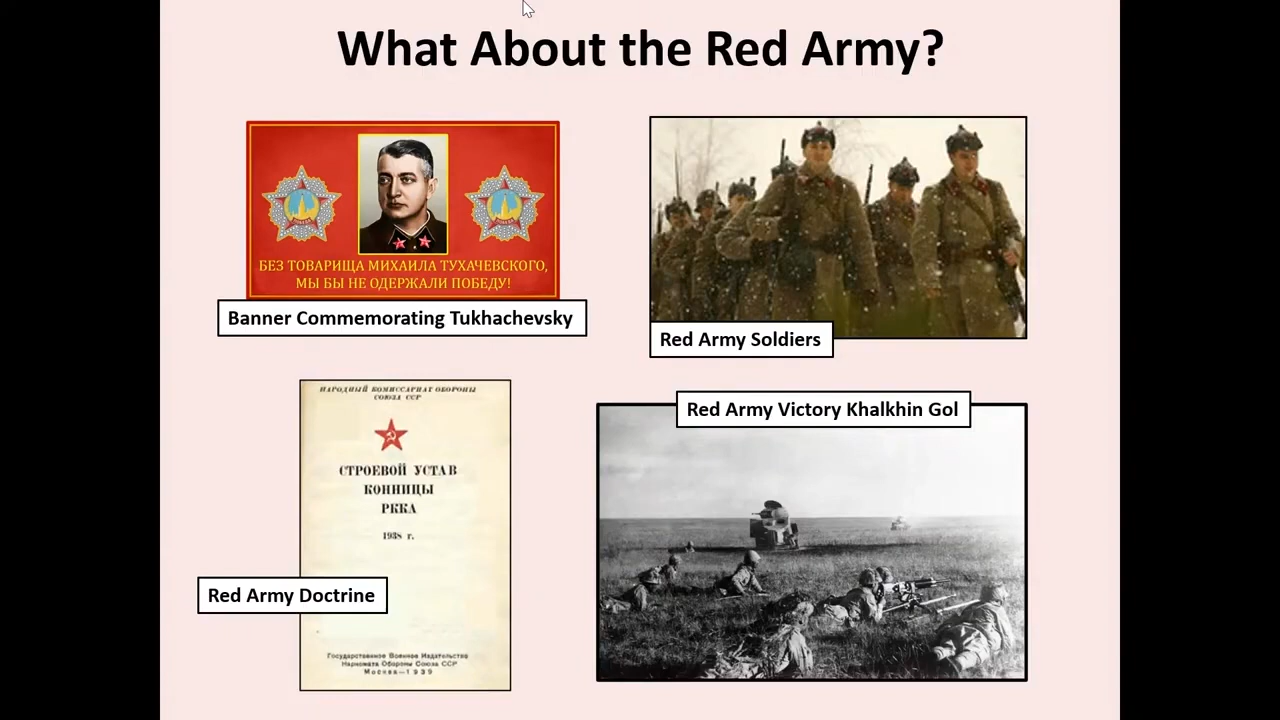 What About the Red Army?
БЕЗ ТОВАРИЩА МИХАИЛА ТУХАЧЕВСКОГО,
МЫ БЫ НЕ ОДЕРЖАЛИ ПОБЕДУ!
Banner Commemorating Tukhachevsky
Red Army Soldiers
НАРОДНЫЙ КОМИССАРИАТ ОБОРОНЫ
СОЮЗА ССР
СТРОЕВОЙ УСТАВ
КОННИЦЫ
РККА
1938 г.
Red Army Doctrine
Государственное Военное Издательство
Наркомата Обороны Союза ССР
Москва—1939
Red Army Victory Khalkhin Gol